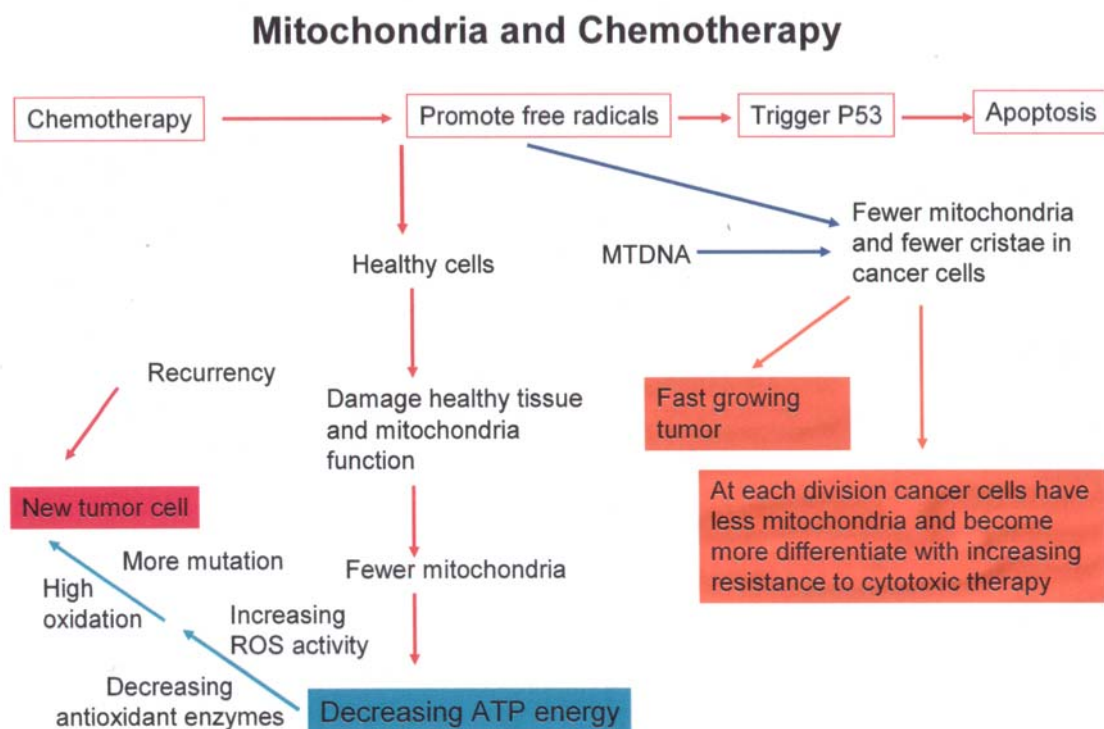 Mitochondria and Chemotherapy
Chemotherapy
Promote free radicals
Trigger P53
Apoptosis
Fewer mitochondria
and fewer cristae in
cancer cells
MTDNA
Healthy cells
Recurrency
Damage healthy tissue
and mitochondria
function
Fast growing
tumor
New tumor cell
At each division cancer cells have
less mitochondria and become
more differentiate with increasing
resistance to cytotoxic therapy
More mutation
Fewer mitochondria
High
oxidation
Increasing
ROS activity
Decreasing
antioxidant enzymes
Decreasing ATP energy